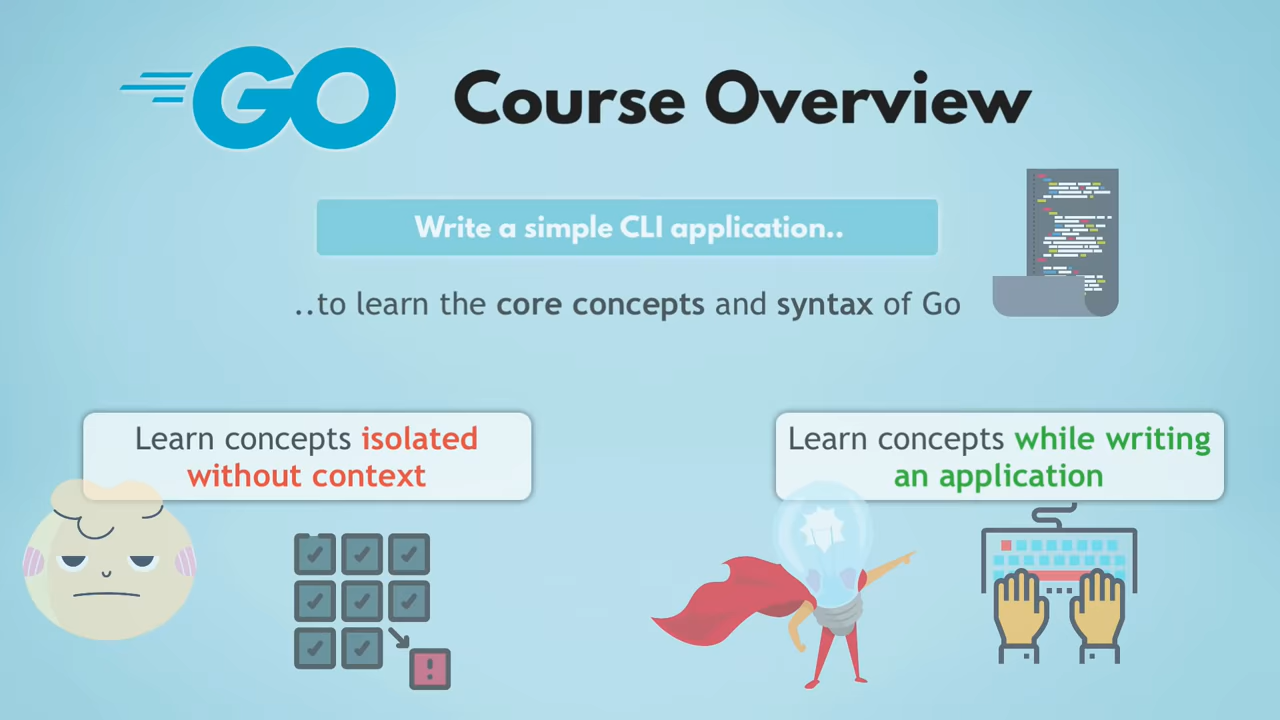 GO Course Overview
Write a simple CLI application..
..to learn the core concepts and syntax of Go
Learn concepts isolated
without context
Learn concepts while writing
an application